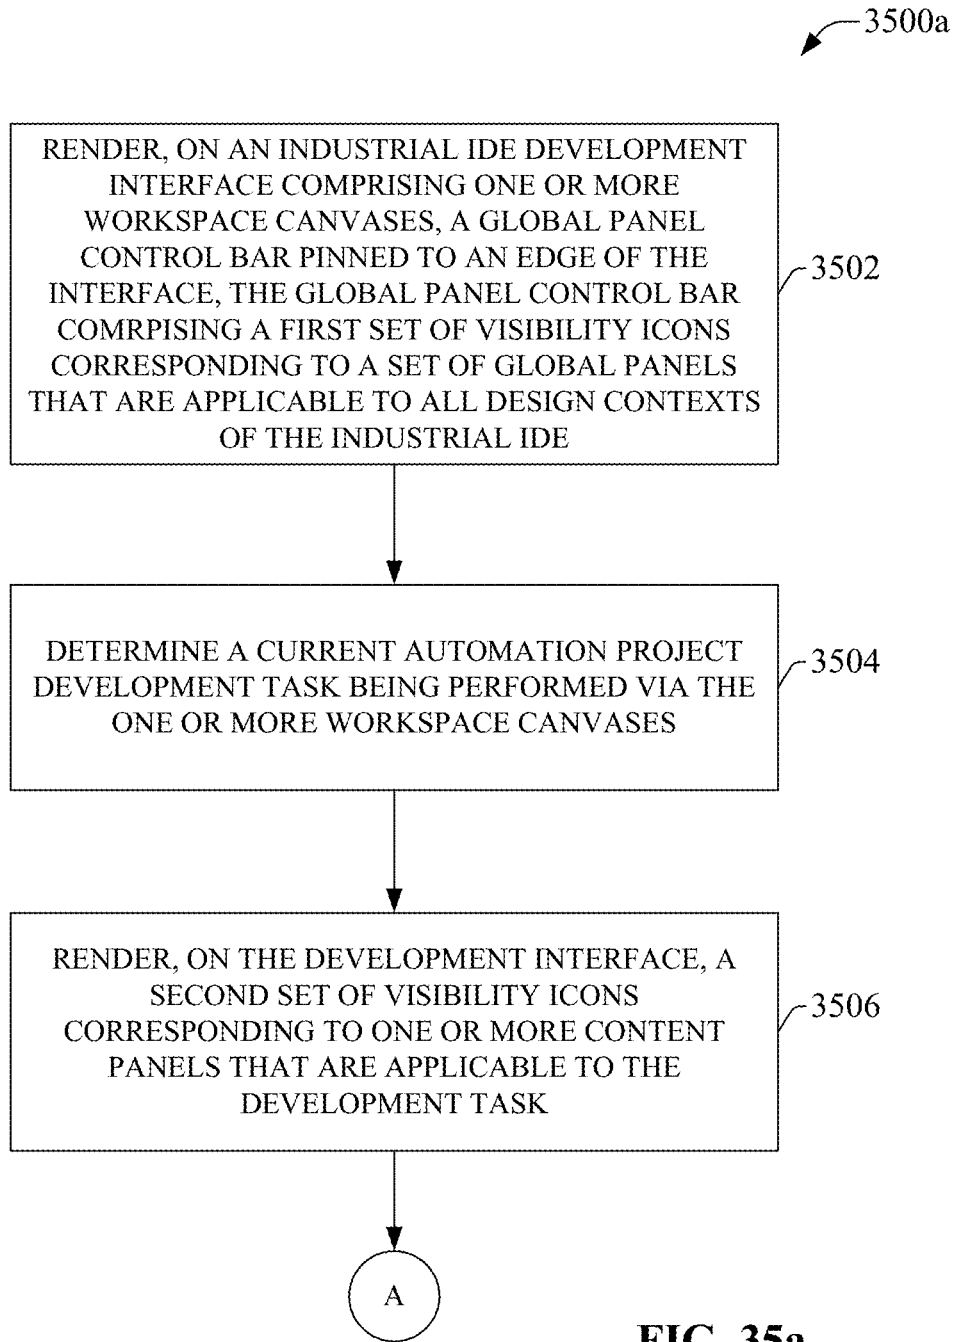 3500a
RENDER, ON AN INDUSTRIAL IDE DEVELOPMENT
INTERFACE COMPRISING ONE OR MORE
WORKSPACE CANVASES, A GLOBAL PANEL
CONTROL BAR PINNED TO AN EDGE OF THE
INTERFACE, THE GLOBAL PANEL CONTROL BAR
COMRPISING A FIRST SET OF VISIBILITY ICONS
CORRESPONDING TO A SET OF GLOBAL PANELS
THAT ARE APPLICABLE TO ALL DESIGN CONTEXTS
OF THE INDUSTRIAL IDE
3502
DETERMINE A CURRENT AUTOMATION PROJECT
DEVELOPMENT TASK BEING PERFORMED VIA THE
ONE OR MORE WORKSPACE CANVASES
3504
RENDER, ON THE DEVELOPMENT INTERFACE, A
SECOND SET OF VISIBILITY ICONS
CORRESPONDING TO ONE OR MORE CONTENT
PANELS THAT ARE APPLICABLE TO THE
DEVELOPMENT TASK
3506
A
FIG. 35a